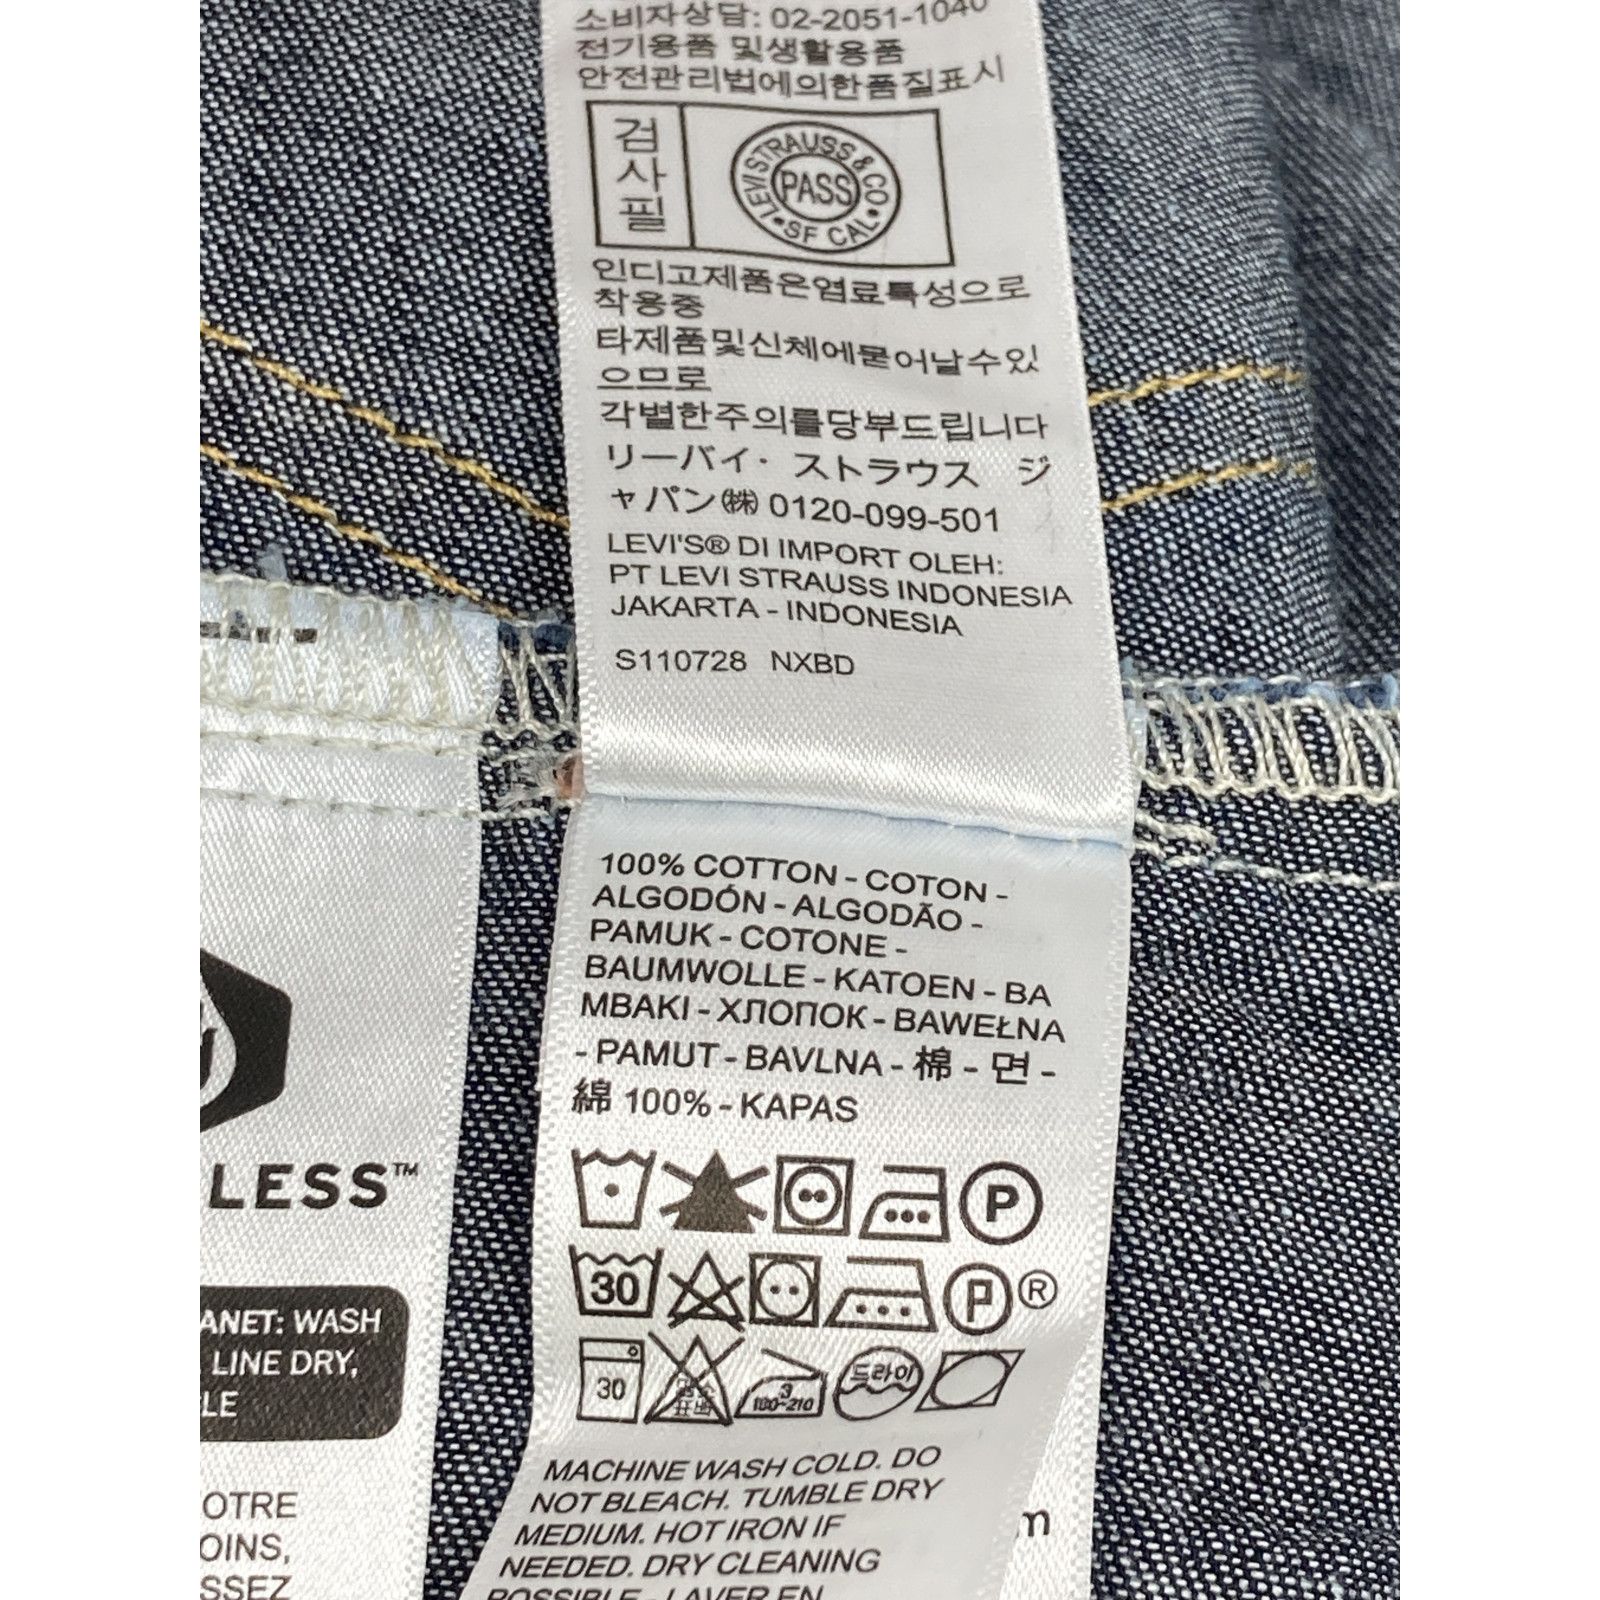 소비자상담: 02-2051-1040
전기용품 및생활용품
안전관리법에의한품질표시
검사필
LEVI STRAUSS & CO
PASS
SF CAL
인디고제품은염료특성으로
착용중
타제품및신체에묻어날수있
으므로
각별한주의를당부드립니다
リーバイ・ストラウス ジ
ャパン㈱ 0120-099-501
LEVI'S® DI IMPORT OLEH:
PT LEVI STRAUSS INDONESIA
JAKARTA - INDONESIA
S110728 NXBD
100% COTTON - COTON -
ALGODÓN - ALGODÃO -
PAMUK - COTONE -
BAUMWOLLE - KATOEN - BA
MBAKI - ХЛОПОК - BAWEŁNA
- PAMUT - BAVLNA - 棉 - 면 -
綿 100% - KAPAS
P
30 P ®
30 3 180~210 드라이
MACHINE WASH COLD. DO
NOT BLEACH. TUMBLE DRY
MEDIUM. HOT IRON IF
NEEDED. DRY CLEANING
POSSIBLE - LAVER EN
LESS™
ANET: WASH
LINE DRY,
LE
OTRE
OINS,
SSEZ
m